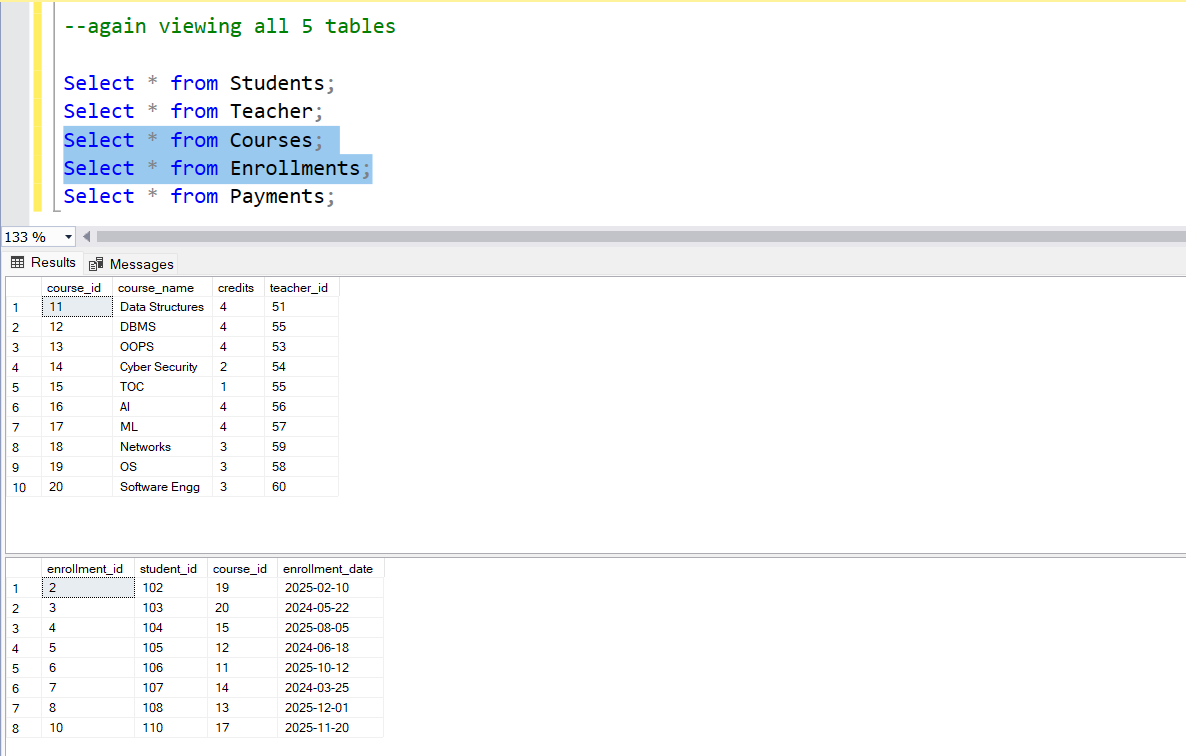 --again viewing all 5 tables
Select * from Students;
Select * from Teacher;
Select * from Courses;
Select * from Enrollments;
Select * from Payments;
133 %
Results Messages
course_id course_name credits teacher_id
1 11 Data Structures 4 51
2 12 DBMS 4 55
3 13 OOPS 4 53
4 14 Cyber Security 2 54
5 15 TOC 1 55
6 16 AI 4 56
7 17 ML 4 57
8 18 Networks 3 59
9 19 OS 3 58
10 20 Software Engg 3 60
enrollment_id student_id course_id enrollment_date
1 2 102 19 2025-02-10
2 3 103 20 2024-05-22
3 4 104 15 2025-08-05
4 5 105 12 2024-06-18
5 6 106 11 2025-10-12
6 7 107 14 2024-03-25
7 8 108 13 2025-12-01
8 10 110 17 2025-11-20